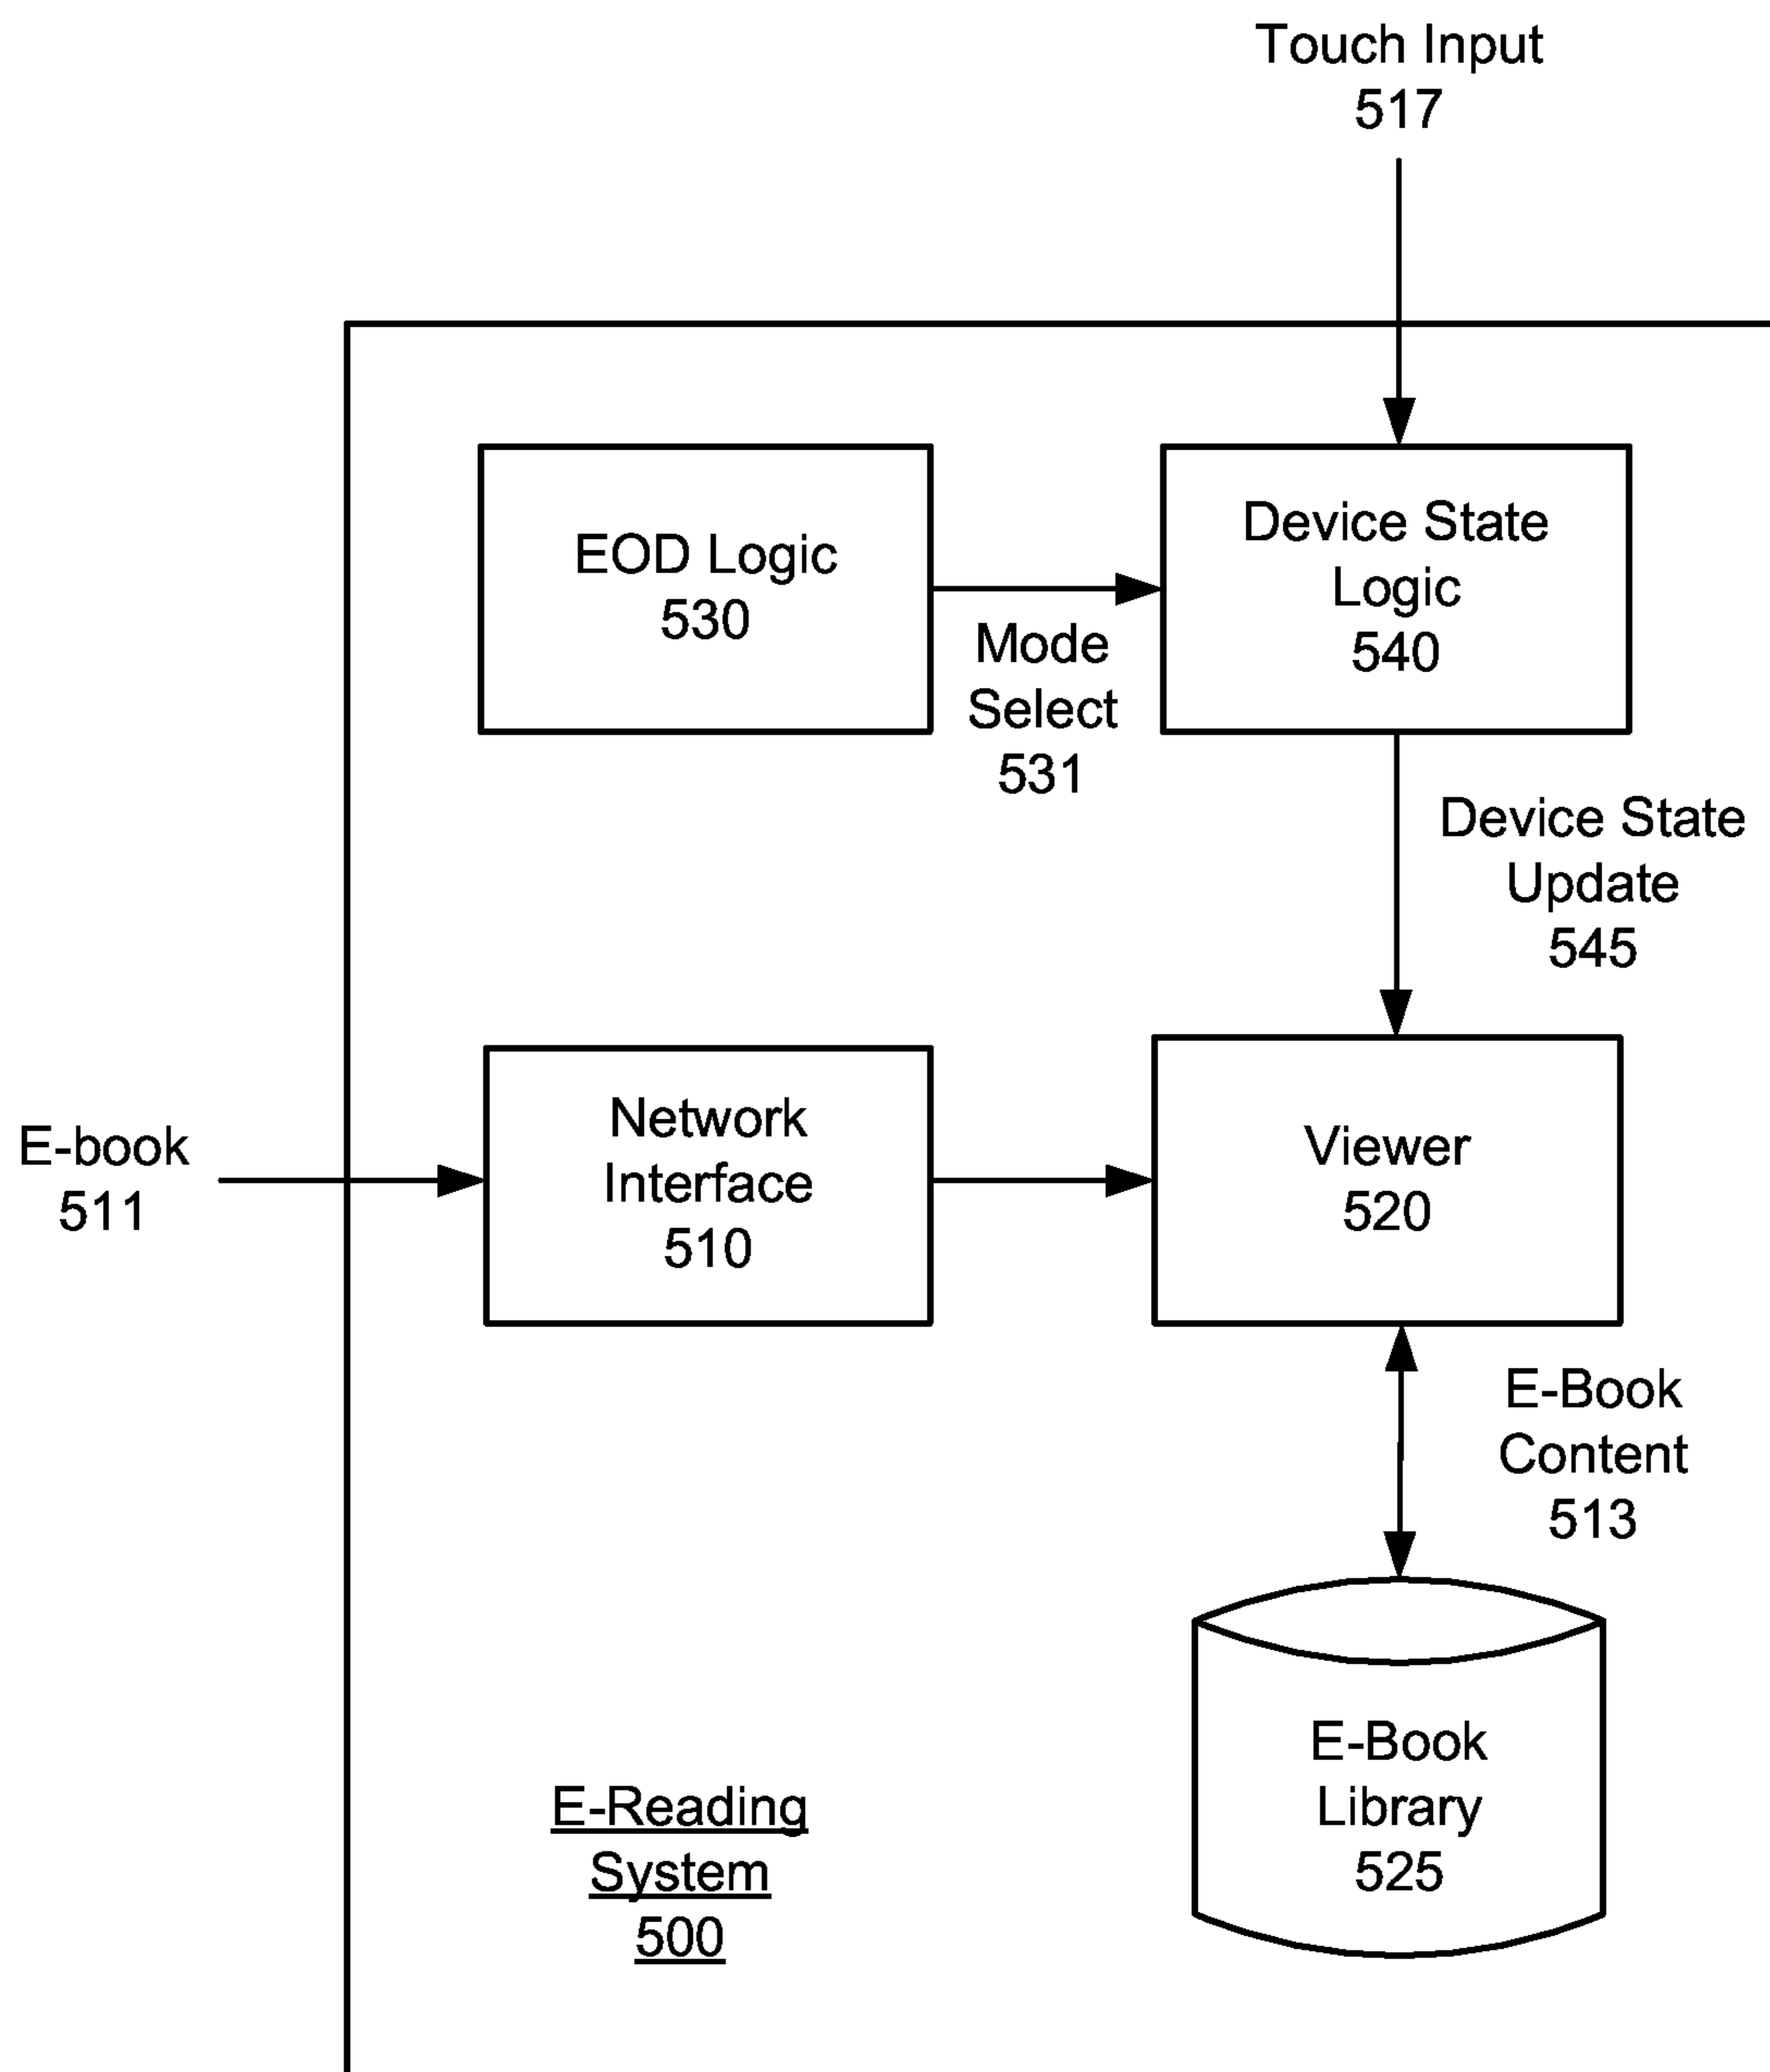 Touch Input
517
EOD Logic
530
Mode
Select
531
Device State
Logic
540
Device State
Update
545
E-book
511
Network
Interface
510
Viewer
520
E-Book
Content
513
E-Book
Library
525
E-Reading
System
500